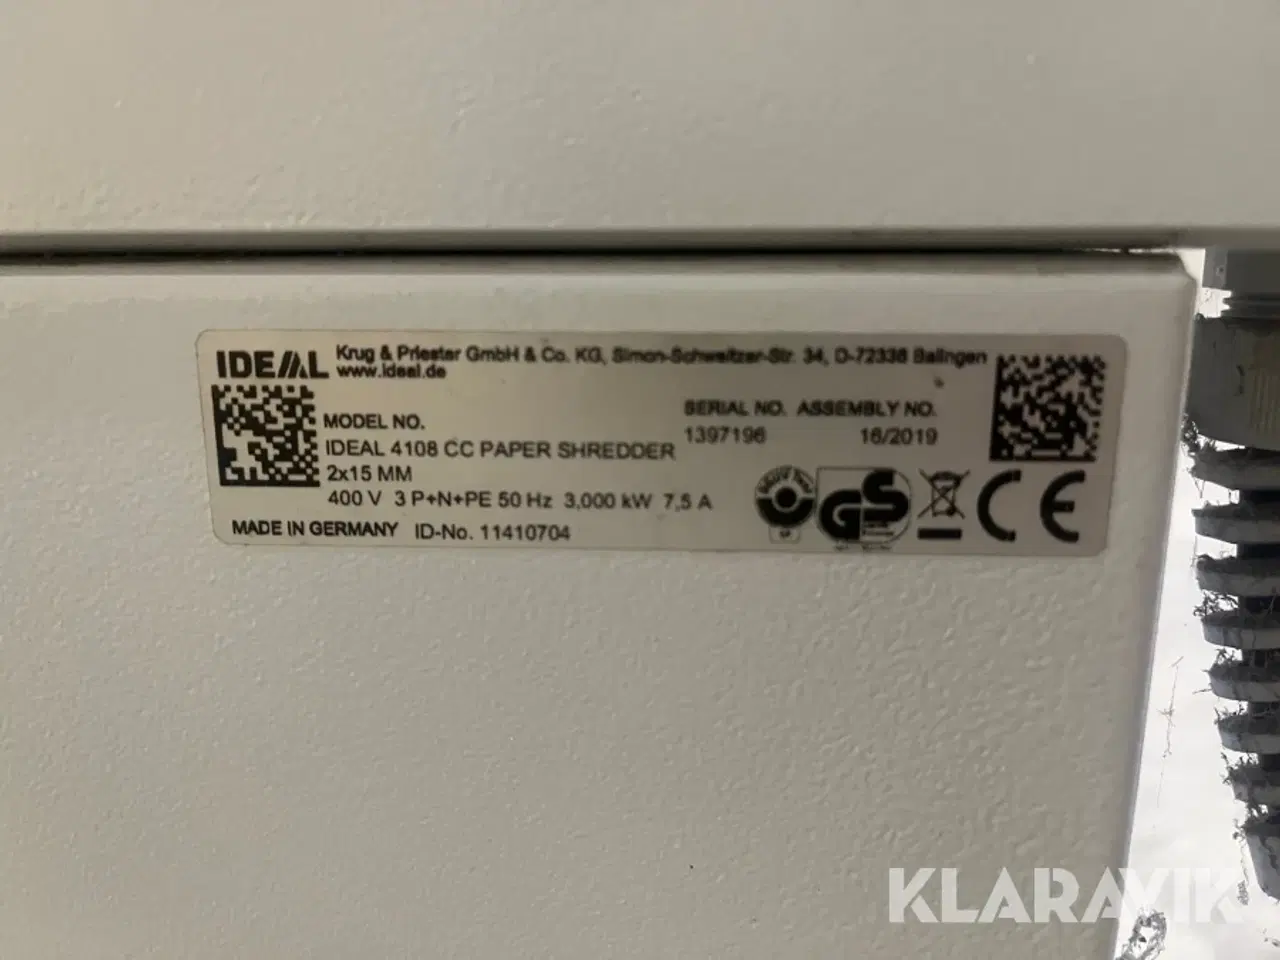 IDEAL Krug & Priester GmbH & Co. KG, Simon-Schweitzer-Str. 34, D-72336 Balingen
www.ideal.de
MODEL NO.
IDEAL 4108 CC PAPER SHREDDER
2x15 MM
400 V 3 P+N+PE 50 Hz 3,000 kW 7,5 A
MADE IN GERMANY ID-No. 11410704
SERIAL NO. ASSEMBLY NO.
1397196 16/2019
GS
CE
KLARAVIK